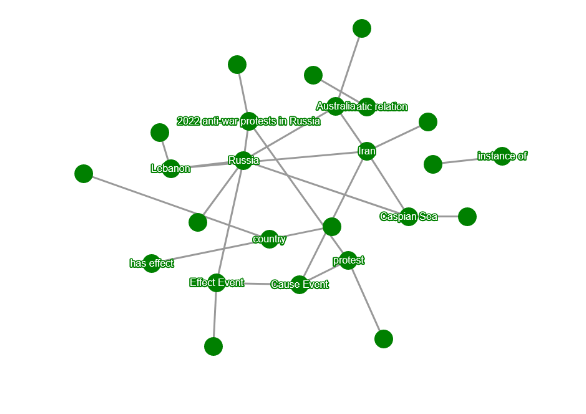 Australia
atic relation
2022 anti-war protests in Russia
Iran
instance of
Russia
Lebanon
Caspian Sea
country
has effect
protest
Effect Event
Cause Event